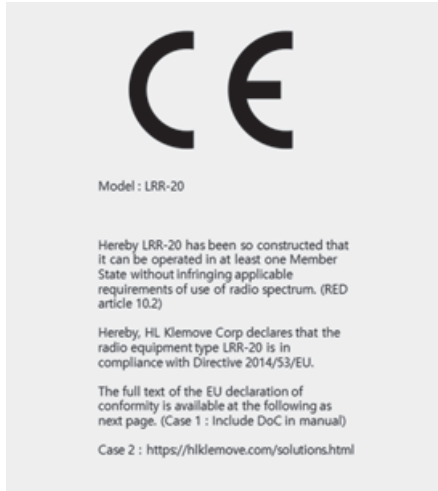 CE
Model : LRR-20
Hereby LRR-20 has been so constructed that
it can be operated in at least one Member
State without infringing applicable
requirements of use of radio spectrum. (RED
article 10.2)
Hereby, HL Klemove Corp declares that the
radio equipment type LRR-20 is in
compliance with Directive 2014/53/EU.
The full text of the EU declaration of
conformity is available at the following as
next page. (Case 1 : Include DoC in manual)
Case 2 : https://hlklemove.com/solutions.html